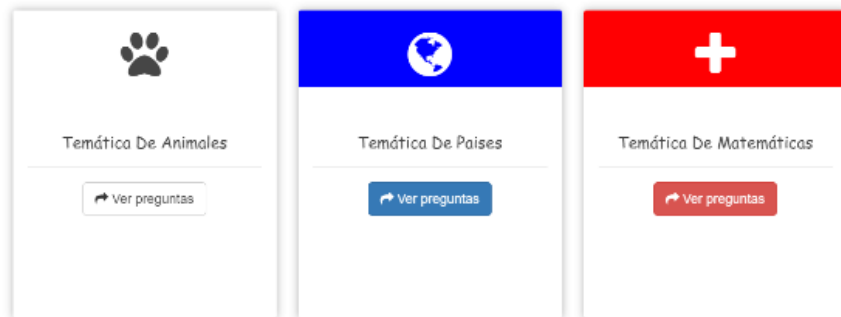 Temática De Animales
Ver preguntas
Temática De Paises
Ver preguntas
Temática De Matemáticas
Ver preguntas